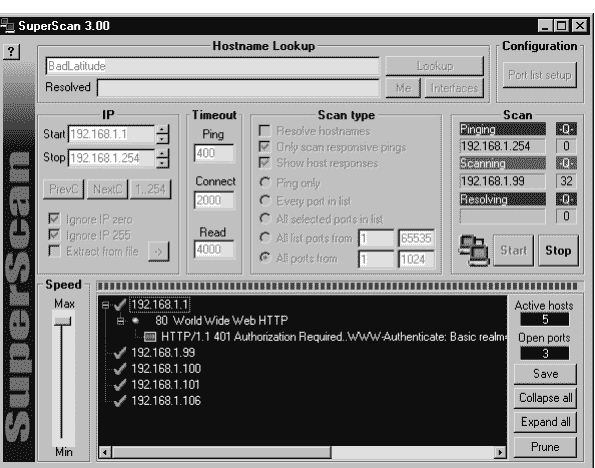 SuperScan 3.00
?
SuperScan
Hostname Lookup
BadLatitude
Lookup
Resolved
Me
Interfaces
Configuration
Port list setup
IP
Start 192.168.1.1
Stop 192.168.1.254
PrevC NextC 1..254
Ignore IP zero
Ignore IP 255
Extract from file ->
Timeout
Ping
400
Connect
2000
Read
4000
Scan type
Resolve hostnames
Only scan responsive pings
Show host responses
Ping only
Every port in list
All selected ports in list
All list ports from 1 65535
All ports from 1 1024
Scan
Pinging -Q-
192.168.1.254 0
Scanning -Q-
192.168.1.99 32
Resolving -Q-
0
Start Stop
Speed
Max
Min
192.168.1.1
80 World Wide Web HTTP
HTTP/1.1 401 Authorization Required..WWW-Authenticate: Basic realm=
192.168.1.99
192.168.1.100
192.168.1.101
192.168.1.106
Active hosts
5
Open ports
3
Save
Collapse all
Expand all
Prune